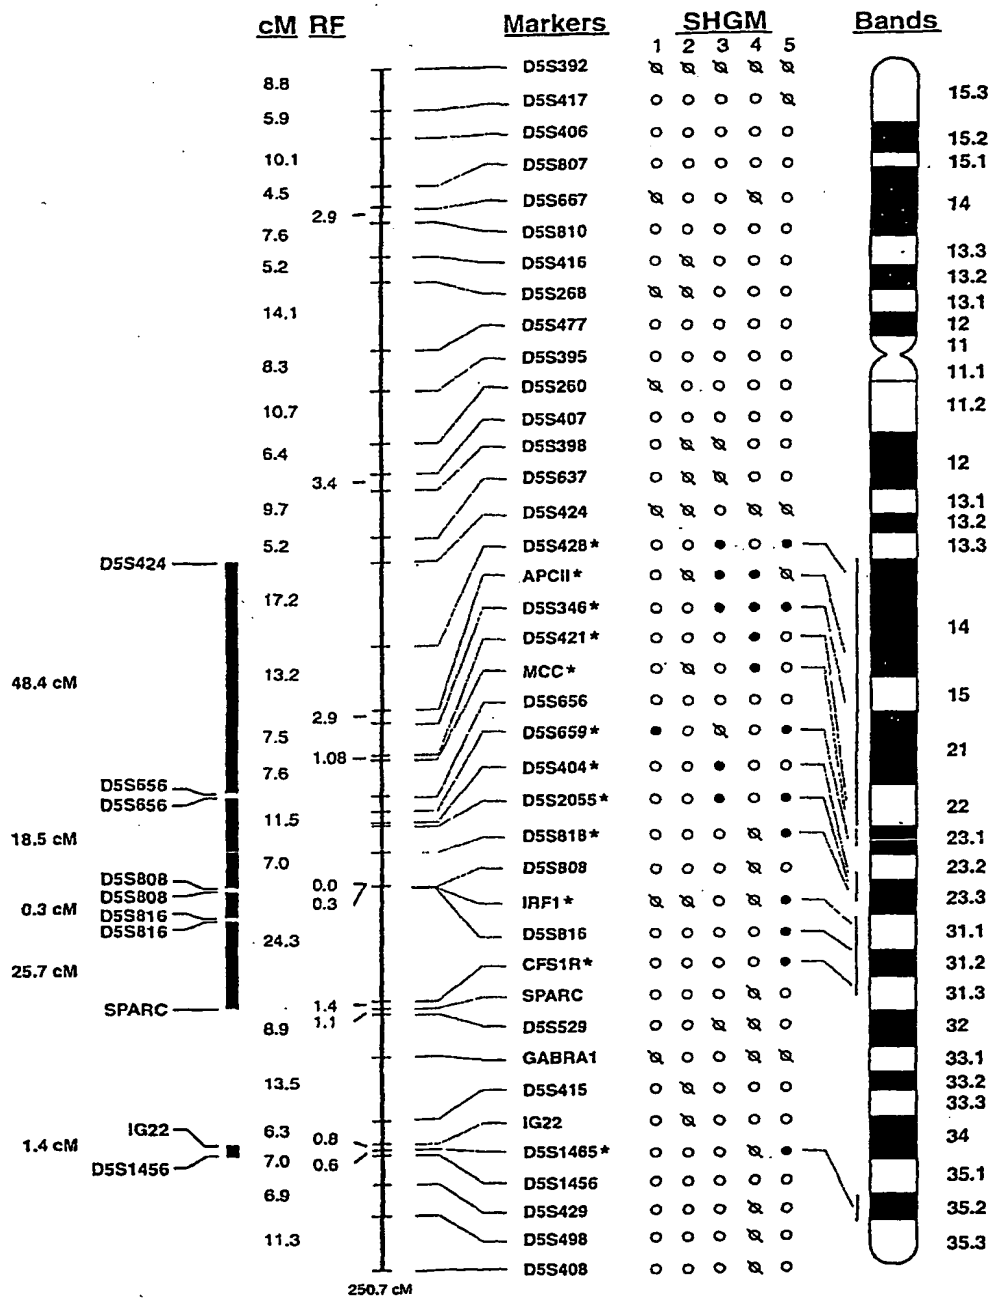 cM RF Markers SHGM Bands
1 2 3 4 5
D5S392
8.8
15.3
D5S417
5.9
D5S406
15.2
10.1
15.1
D5S807
4.5
D5S667
14
2.9
7.6
D5S810
13.3
5.2
D5S416
13.2
D5S268
13.1
14.1
D5S477
12
11
8.3
D5S395
11.1
D5S260
11.2
10.7
D5S407
6.4
D5S398
12
3.4
D5S637
13.1
9.7
D5S424
13.2
5.2
D5S428*
13.3
D5S424
APCII*
17.2
D5S346*
14
D5S421*
48.4 cM
13.2
MCC*
15
2.9
D5S656
7.5
D5S659*
21
1.08
7.6
D5S404*
D5S656
D5S656
D5S2055*
22
11.5
18.5 cM
D5S818*
23.1
7.0
D5S808
23.2
D5S808
0.0
D5S808
0.3
IRF1*
23.3
0.3 cM
D5S816
D5S816
D5S816
31.1
24.3
CFS1R*
31.2
25.7 cM
SPARC
31.3
SPARC
1.4
1.1
D5S529
32
8.9
GABRA1
33.1
13.5
D5S415
33.2
33.3
IG22
6.3
IG22
34
0.8
1.4 cM
D5S1465*
7.0
0.6
D5S1456
D5S1456
35.1
6.9
D5S429
35.2
11.3
D5S498
35.3
D5S408
250.7 cM